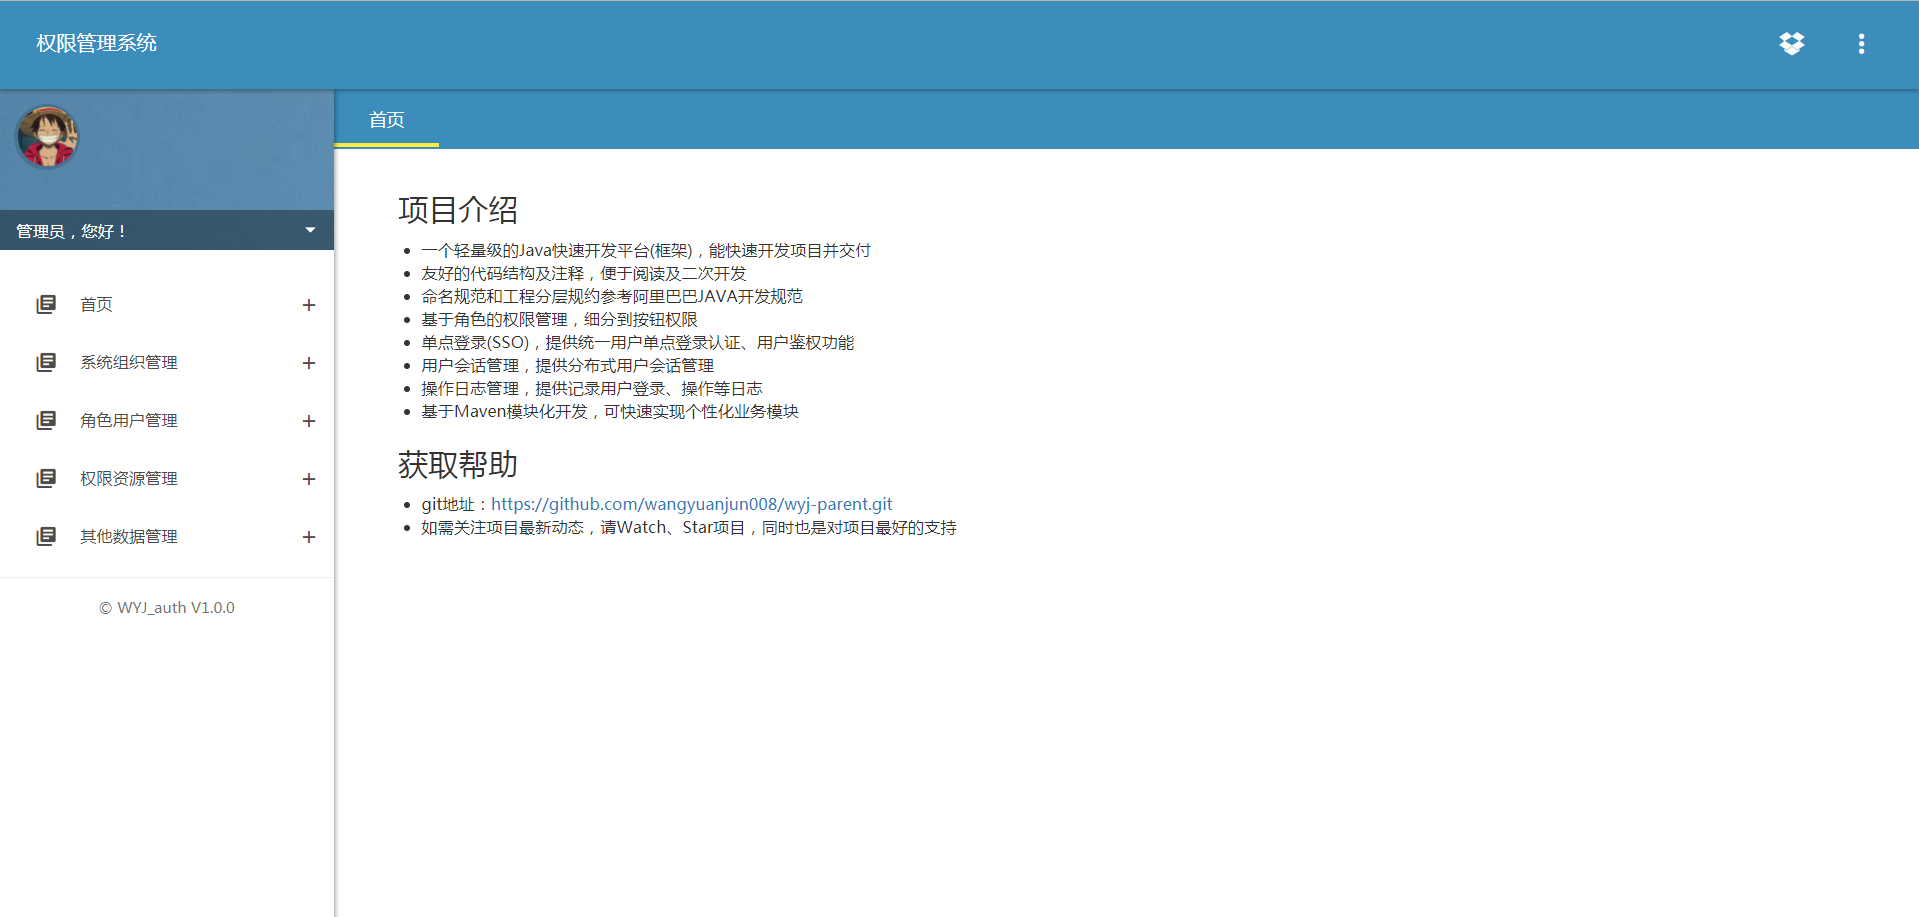 权限管理系统
首页
管理员，您好！
首页
系统组织管理
角色用户管理
权限资源管理
其他数据管理
© WYJ_auth V1.0.0
项目介绍
一个轻量级的Java快速开发平台(框架)，能快速开发项目并交付
友好的代码结构及注释，便于阅读及二次开发
命名规范和工程分层规约参考阿里巴巴JAVA开发规范
基于角色的权限管理，细分到按钮权限
单点登录(SSO)，提供统一用户单点登录认证、用户鉴权功能
用户会话管理，提供分布式用户会话管理
操作日志管理，提供记录用户登录、操作等日志
基于Maven模块化开发，可快速实现个性化业务模块
获取帮助
git地址：https://github.com/wangyuanjun008/wyj-parent.git
如需关注项目最新动态，请Watch、Star项目，同时也是对项目最好的支持